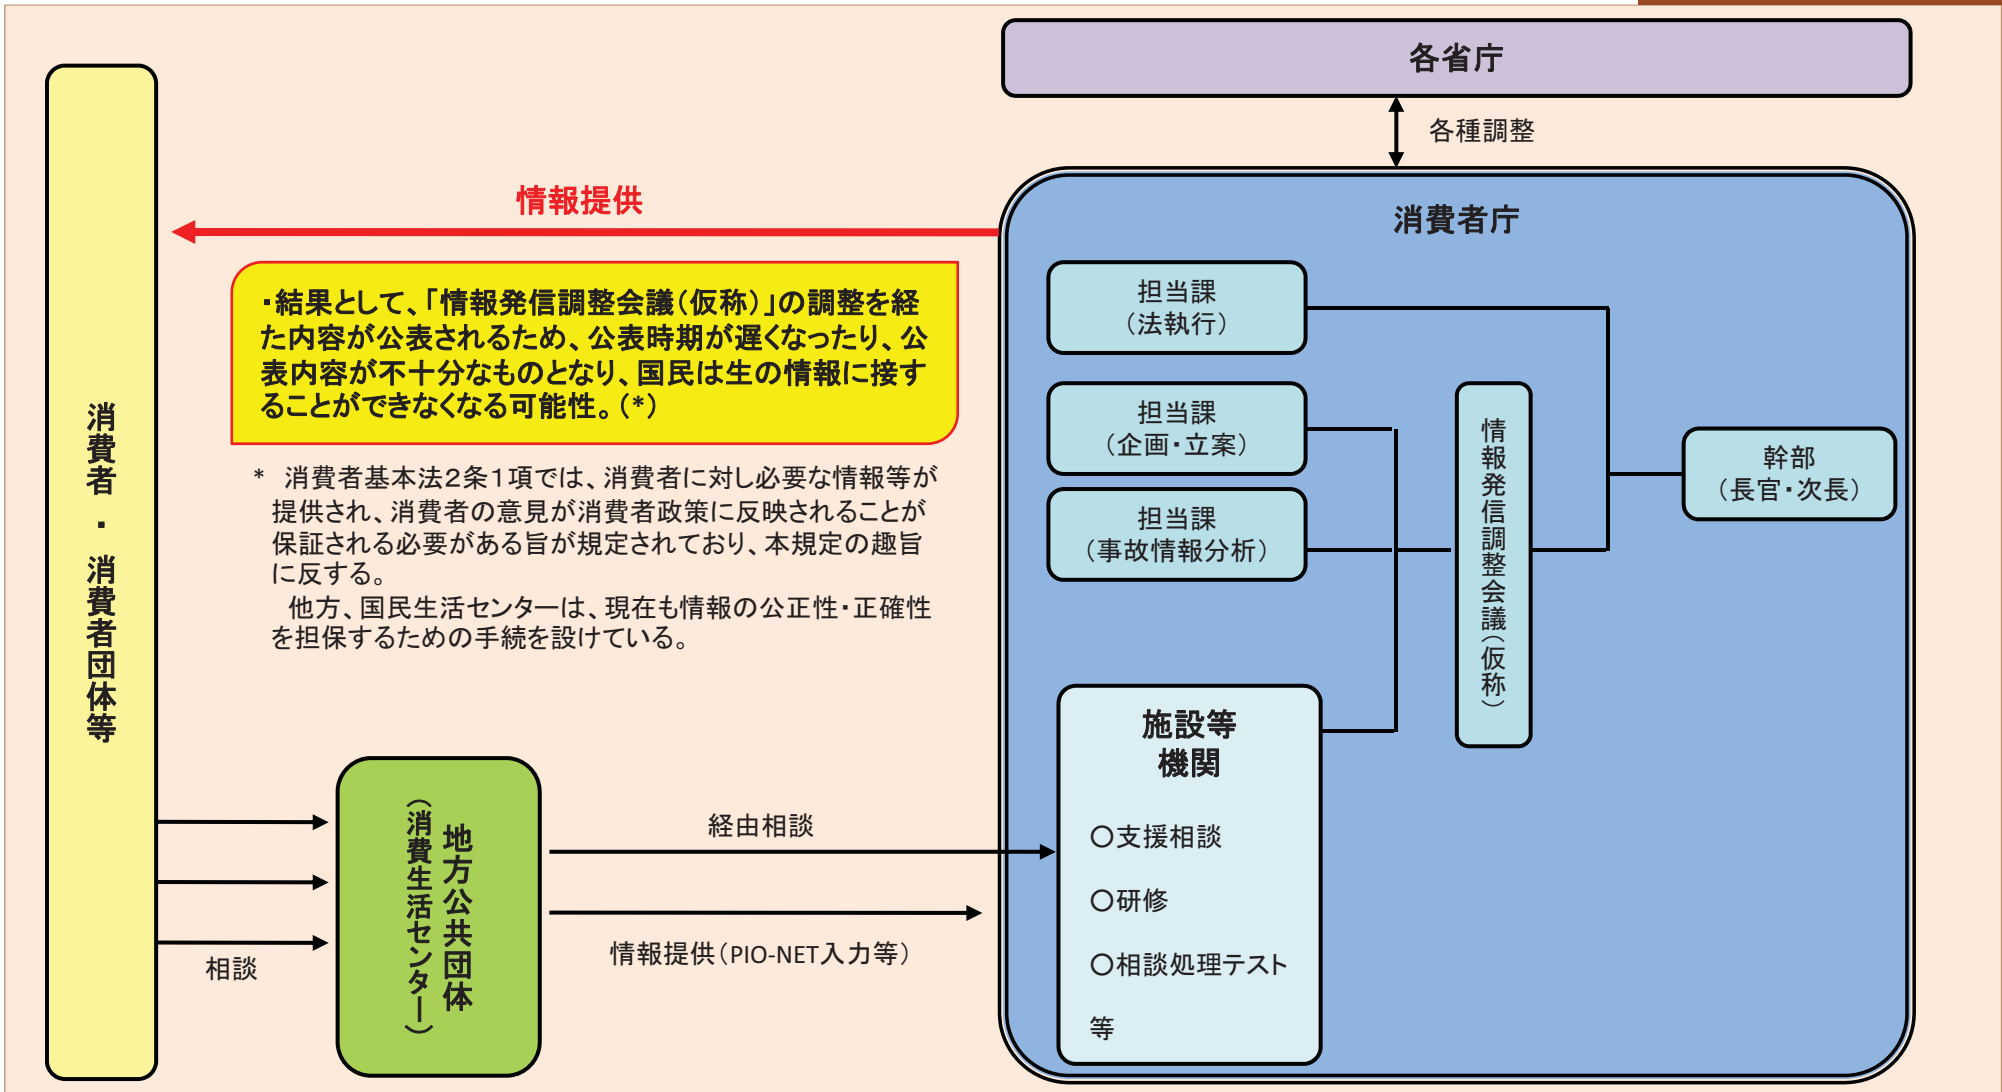 各省庁
各種調整
消費者・消費者団体等
情報提供
・結果として、「情報発信調整会議(仮称)」の調整を経
た内容が公表されるため、公表時期が遅くなったり、公
表内容が不十分なものとなり、国民は生の情報に接す
ることができなくなる可能性。(*)
* 消費者基本法2条1項では、消費者に対し必要な情報等が
提供され、消費者の意見が消費者政策に反映されることが
保証される必要がある旨が規定されており、本規定の趣旨
に反する。
他方、国民生活センターは、現在も情報の公正性・正確性
を担保するための手続を設けている。
相談
地方公共団体
(消費生活センター)
経由相談
情報提供(PIO-NET入力等)
消費者庁
担当課
(法執行)
担当課
(企画・立案)
担当課
(事故情報分析)
情報発信調整会議(仮称)
幹部
(長官・次長)
施設等
機関
〇支援相談
〇研修
〇相談処理テスト
等